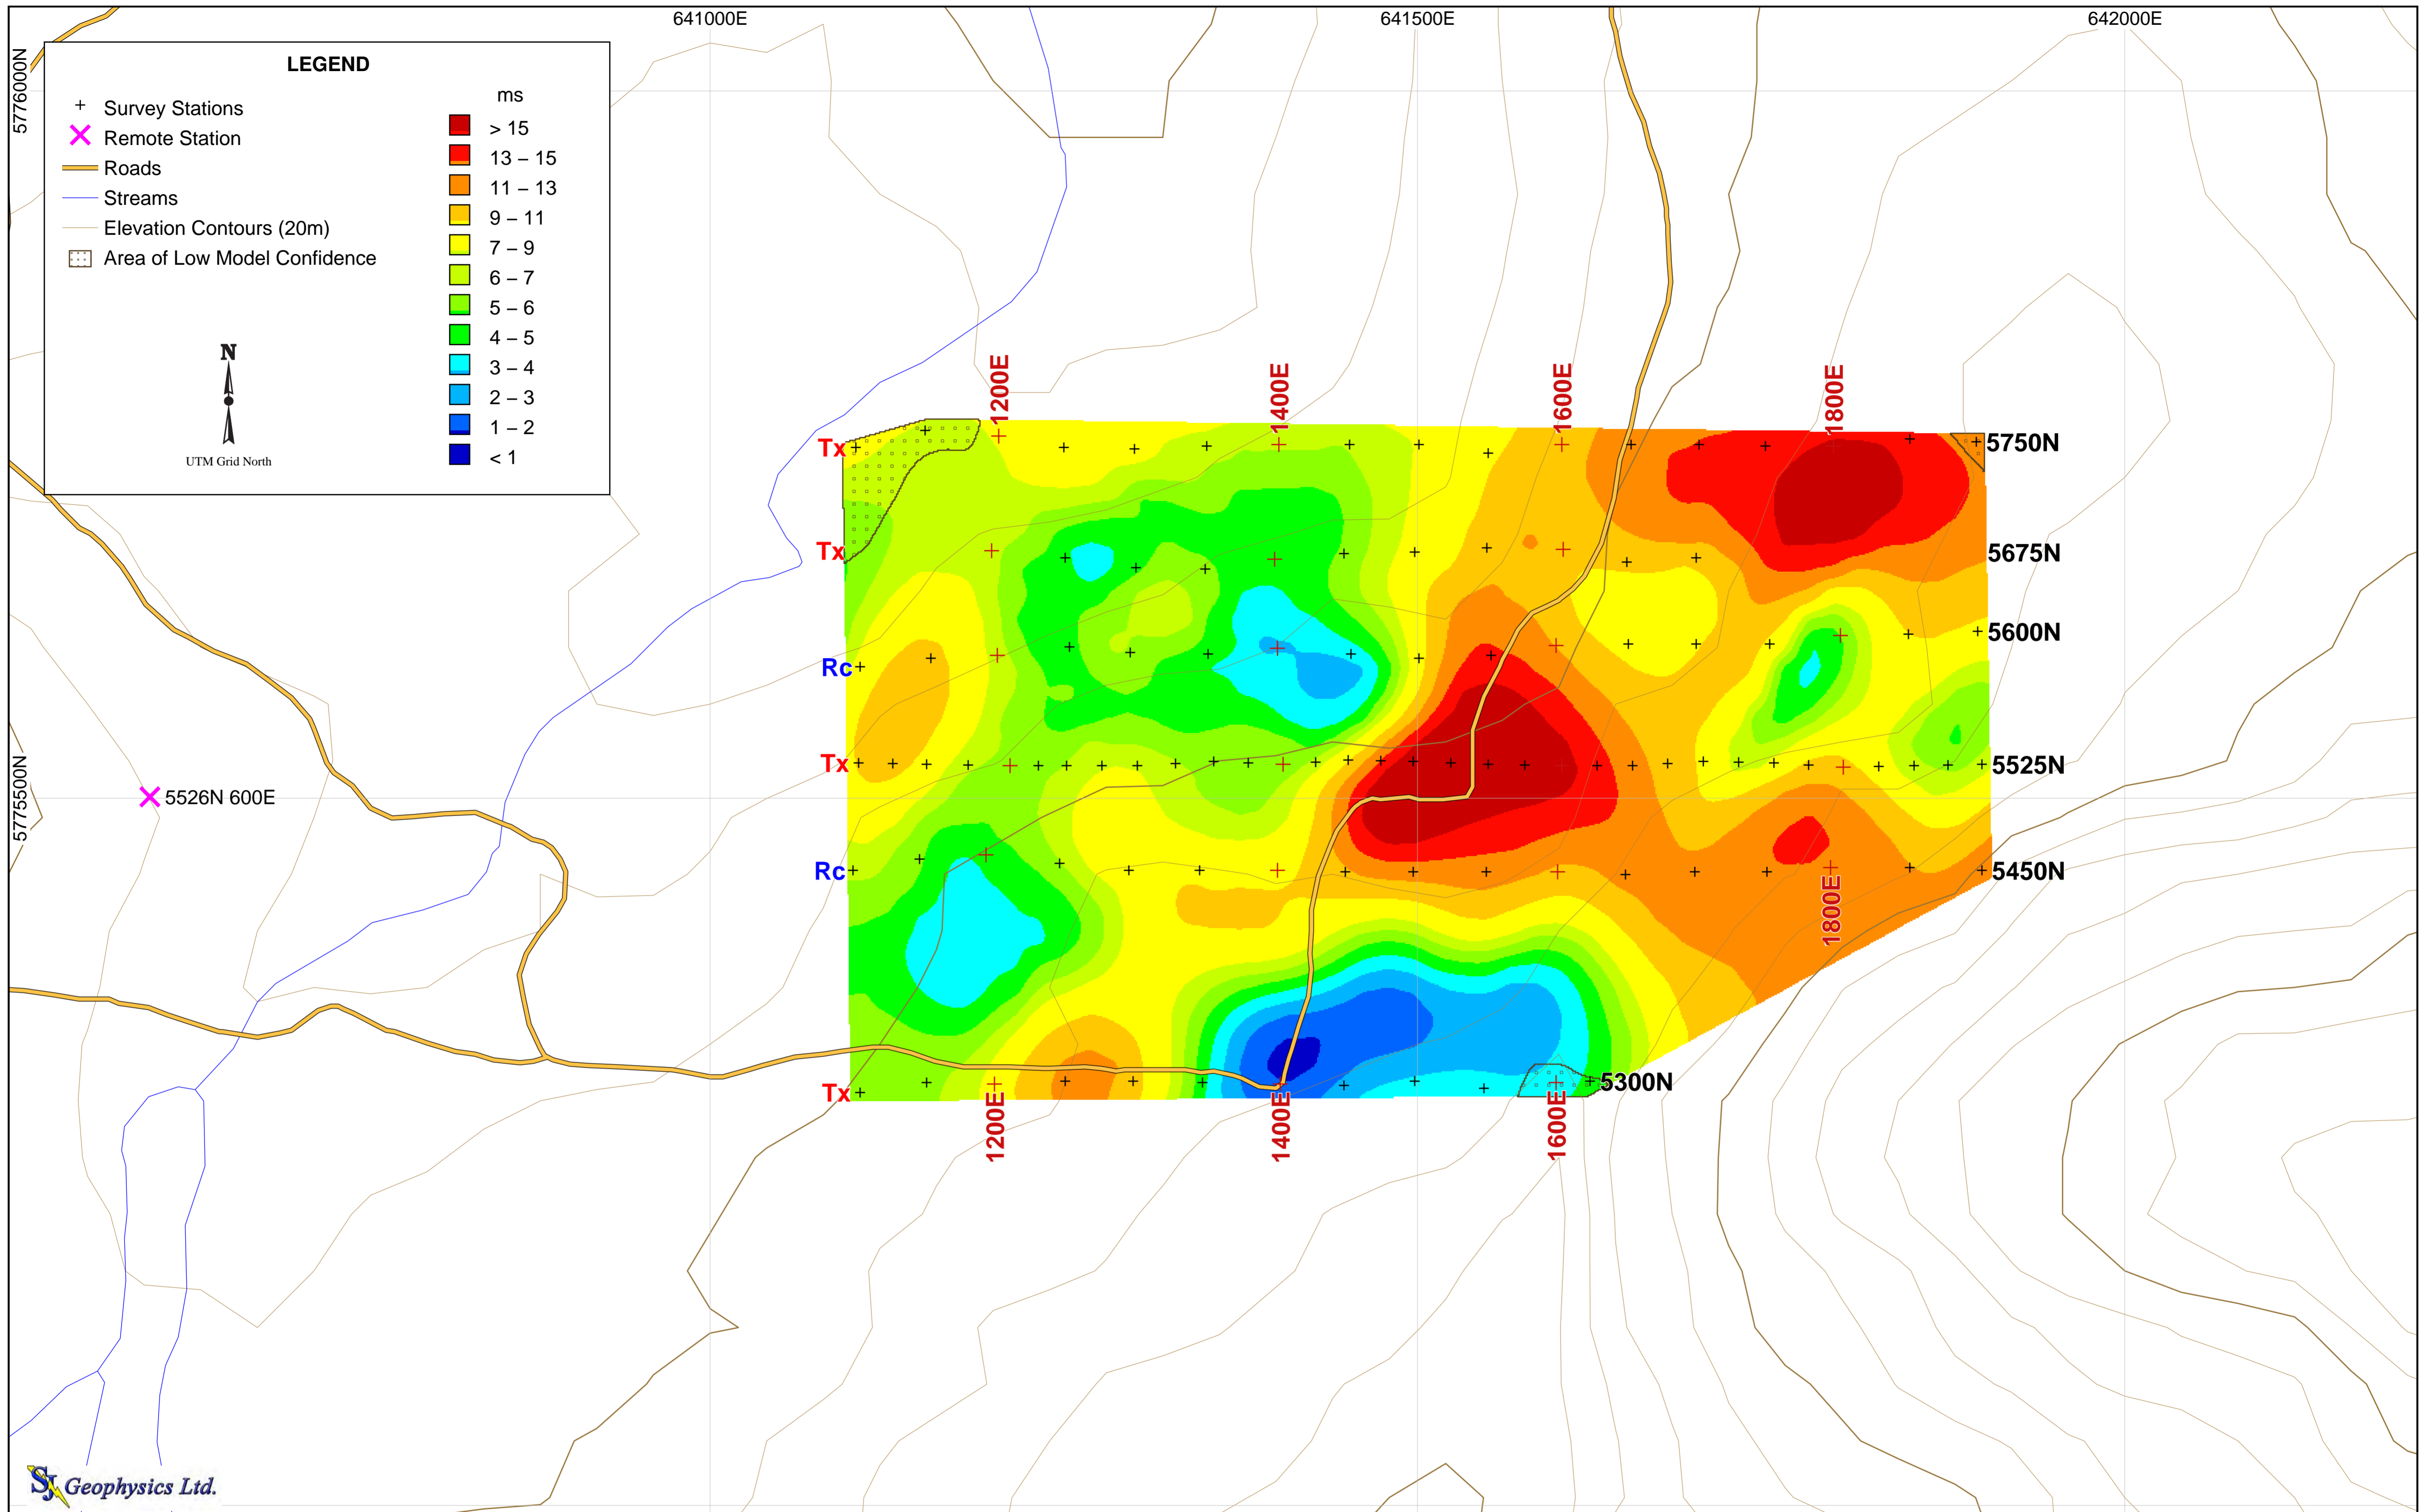 641000E
641500E
642000E
5776000N
LEGEND
ms
Survey Stations
Remote Station
Roads
Streams
Elevation Contours (20m)
Area of Low Model Confidence
> 15
13 – 15
11 – 13
9 – 11
7 – 9
6 – 7
5 – 6
4 – 5
3 – 4
2 – 3
1 – 2
< 1
N
UTM Grid North
1200E
1400E
1600E
1800E
Tx
5750N
Tx
5675N
Rc
5600N
Tx
5525N
5775500N
5526N 600E
Rc
5450N
1800E
Tx
5300N
1200E
1400E
1600E
SJ Geophysics Ltd.